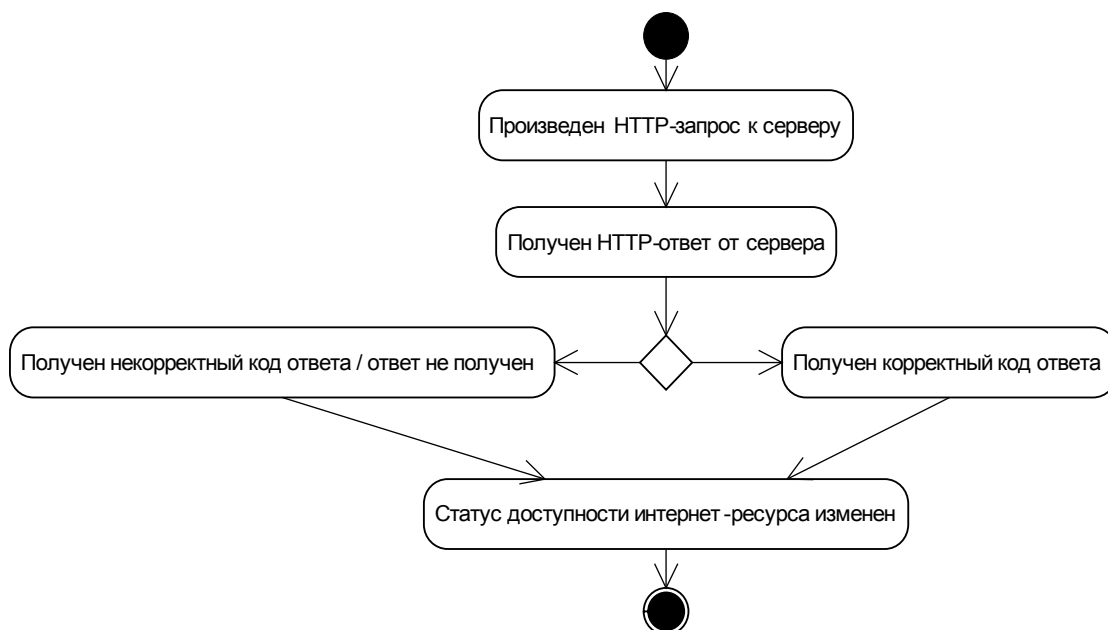 Произведен HTTP-запрос к серверу
Получен HTTP-ответ от сервера
Получен некорректный код ответа / ответ не получен
Получен корректный код ответа
Статус доступности интернет-ресурса изменен